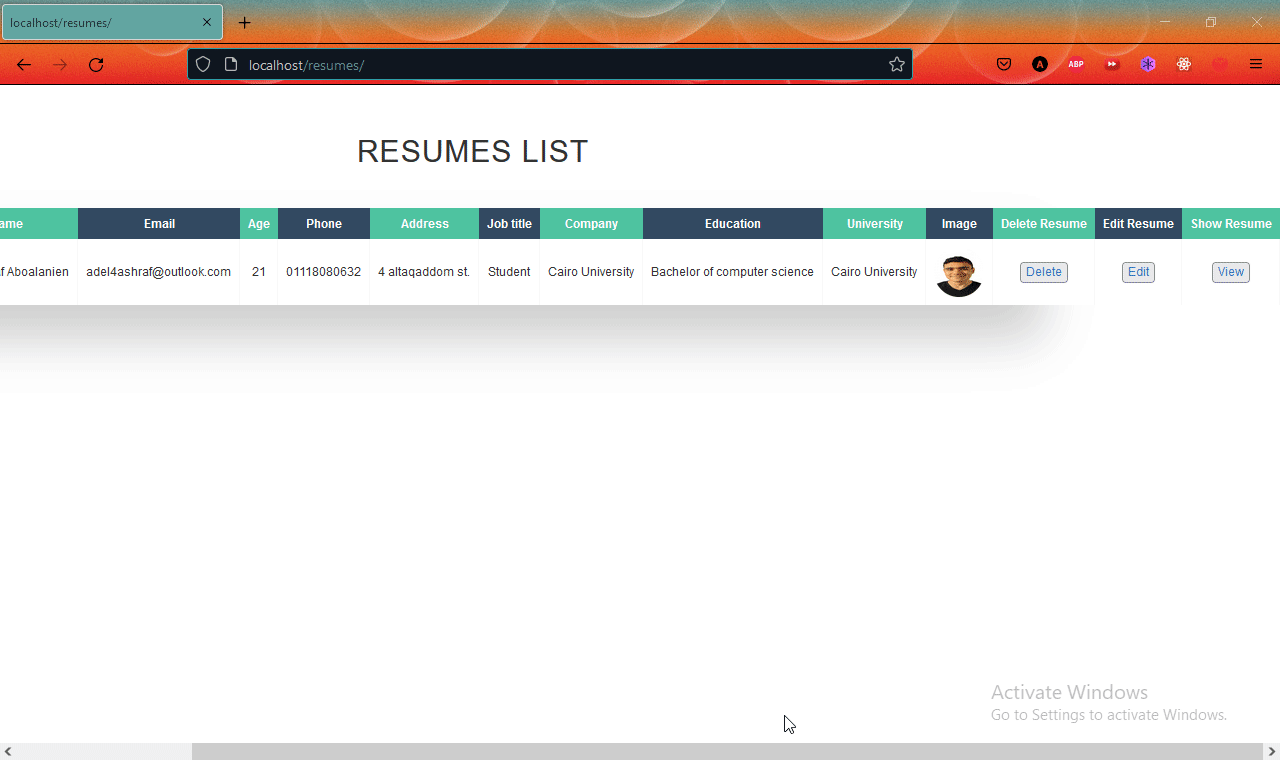 localhost/resumes/
localhost/resumes/
A ABP
RESUMES LIST
ame Email Age Phone Address Job title Company Education University Image Delete Resume Edit Resume Show Resume
af Aboalanien adel4ashraf@outlook.com 21 01118080632 4 altaqaddom st. Student Cairo University Bachelor of computer science Cairo University Delete Edit View
Activate Windows
Go to Settings to activate Windows.